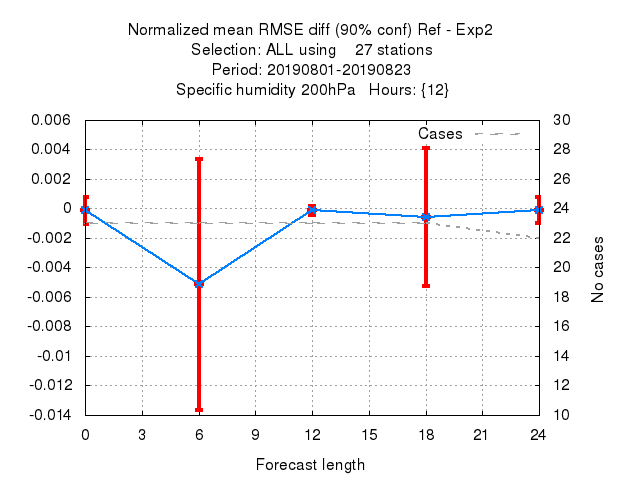 Normalized mean RMSE diff (90% conf) Ref - Exp2
Selection: ALL using    27 stations
Period: 20190801-20190823
Specific humidity 200hPa   Hours: {12}
Cases
0.006
0.004
0.002
0
-0.002
-0.004
-0.006
-0.008
-0.01
-0.012
-0.014
30
28
26
24
22
20
18
16
14
12
10
No cases
0 3 6 9 12 15 18 21 24
Forecast length